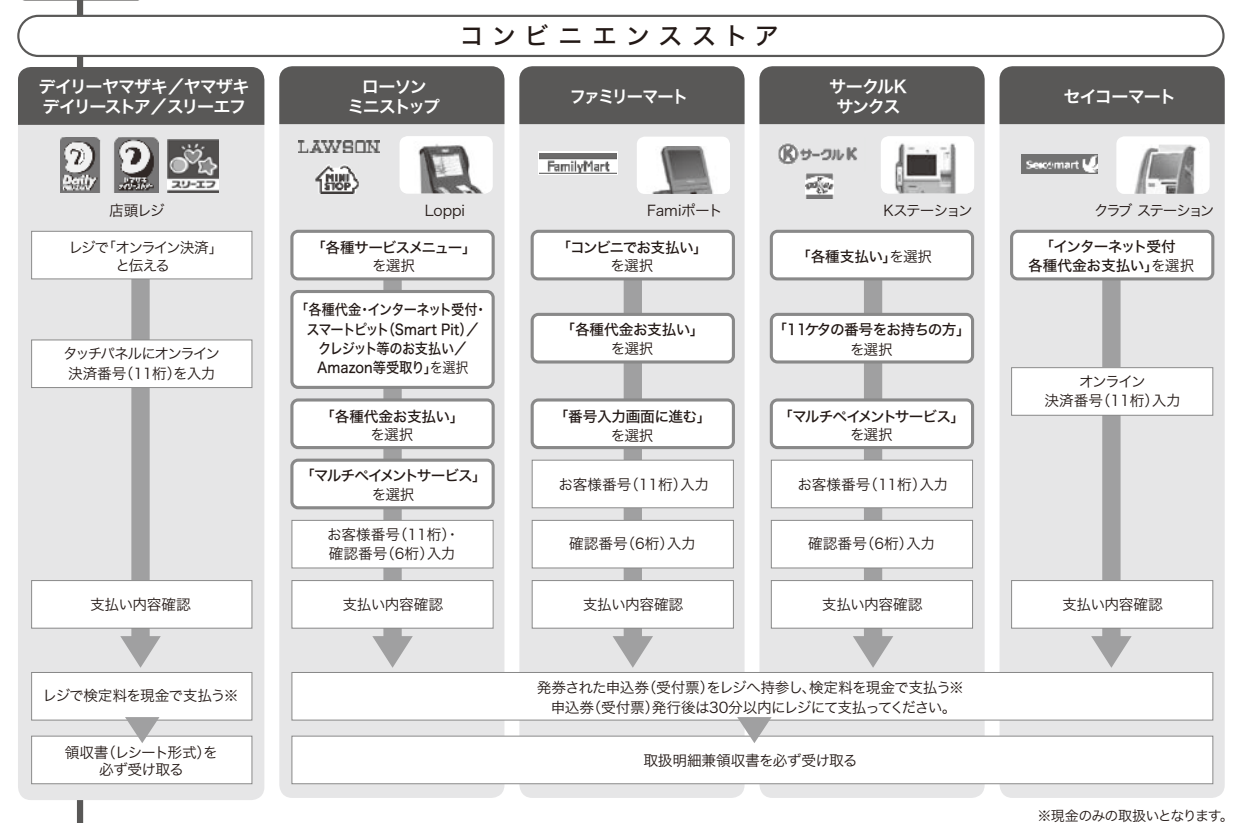 コンビニエンスストア
デイリーヤマザキ／ヤマザキ
デイリーストア／スリーエフ
Daily
ヤマザキ
デイリーストアー
スリーエフ
店頭レジ
レジで「オンライン決済」
と伝える
タッチパネルにオンライン
決済番号（11桁）を入力
支払い内容確認
レジで検定料を現金で支払う※
領収書（レシート形式）を
必ず受け取る
ローソン
ミニストップ
LAWSON
MINI
STOP
Loppi
「各種サービスメニュー」
を選択
「各種代金・インターネット受付・
スマートピット（Smart Pit）／
クレジット等のお支払い／
Amazon等受取り」を選択
「各種代金お支払い」
を選択
「マルチペイメントサービス」
を選択
お客様番号（11桁）・
確認番号（6桁）入力
支払い内容確認
ファミリーマート
FamilyMart
Famiポート
「コンビニでお支払い」
を選択
「各種代金お支払い」
を選択
「番号入力画面に進む」
を選択
お客様番号（11桁）入力
確認番号（6桁）入力
支払い内容確認
サークルK
サンクス
K サークルK
Kステーション
「各種支払い」を選択
「11ケタの番号をお持ちの方」
を選択
「マルチペイメントサービス」
を選択
お客様番号（11桁）入力
確認番号（6桁）入力
支払い内容確認
セイコーマート
Seicomart
クラブ ステーション
「インターネット受付
各種代金お支払い」を選択
オンライン
決済番号（11桁）入力
支払い内容確認
発券された申込券（受付票）をレジへ持参し、検定料を現金で支払う※
申込券（受付票）発行後は30分以内にレジにて支払ってください。
取扱明細兼領収書を必ず受け取る
※現金のみの取扱いとなります。